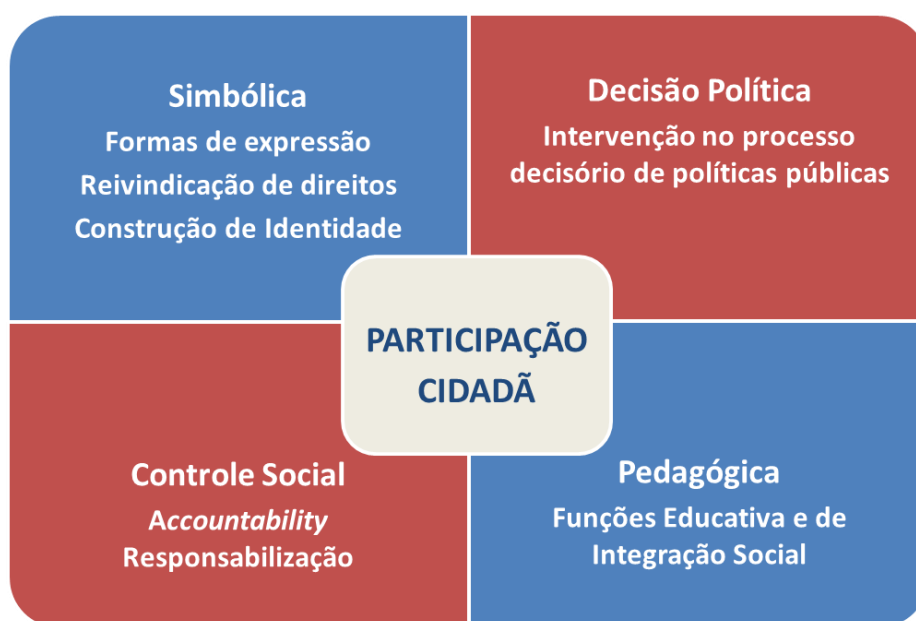 Simbólica
Formas de expressão
Reivindicação de direitos
Construção de Identidade
Decisão Política
Intervenção no processo
decisório de políticas públicas
PARTICIPAÇÃO
CIDADÃ
Controle Social
Accountability
Responsabilização
Pedagógica
Funções Educativa e de
Integração Social